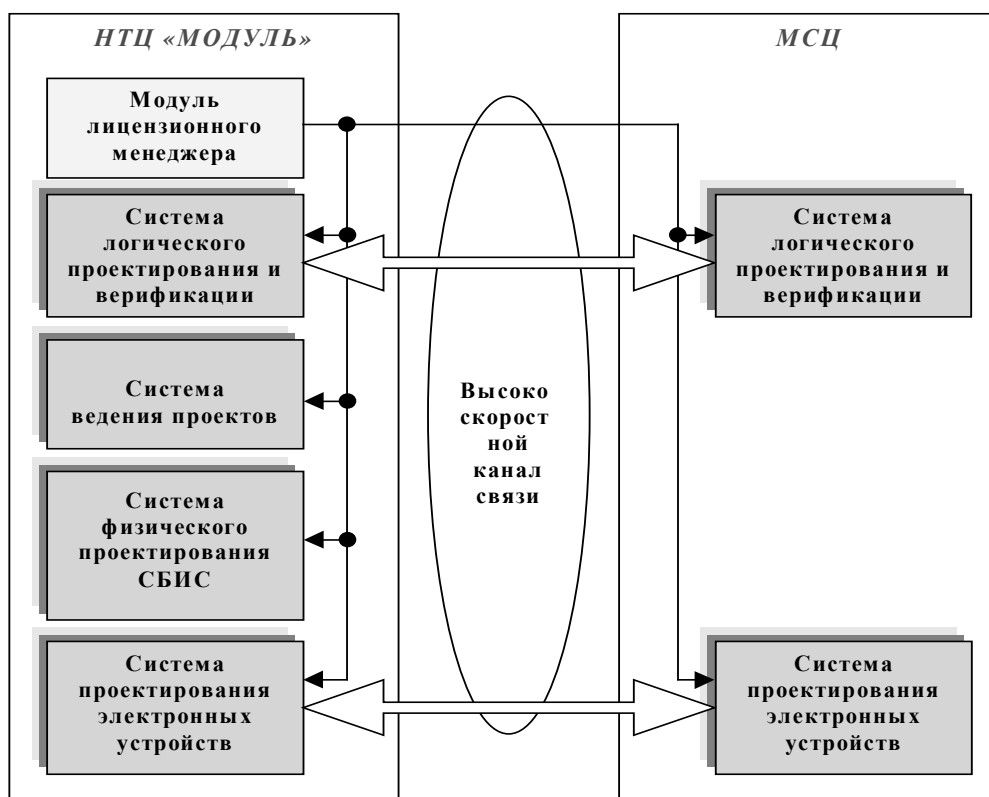 НТЦ «МОДУЛЬ»
Модуль
лицензионного
менеджера
Система
логического
проектирования и
верификации
Система
ведения проектов
Система
физического
проектирования
СБИС
Система
проектирования
электронных
устройств
Высоко
скорост
ной
канал
связи
МСЦ
Система
логического
проектирования и
верификации
Система
проектирования
электронных
устройств